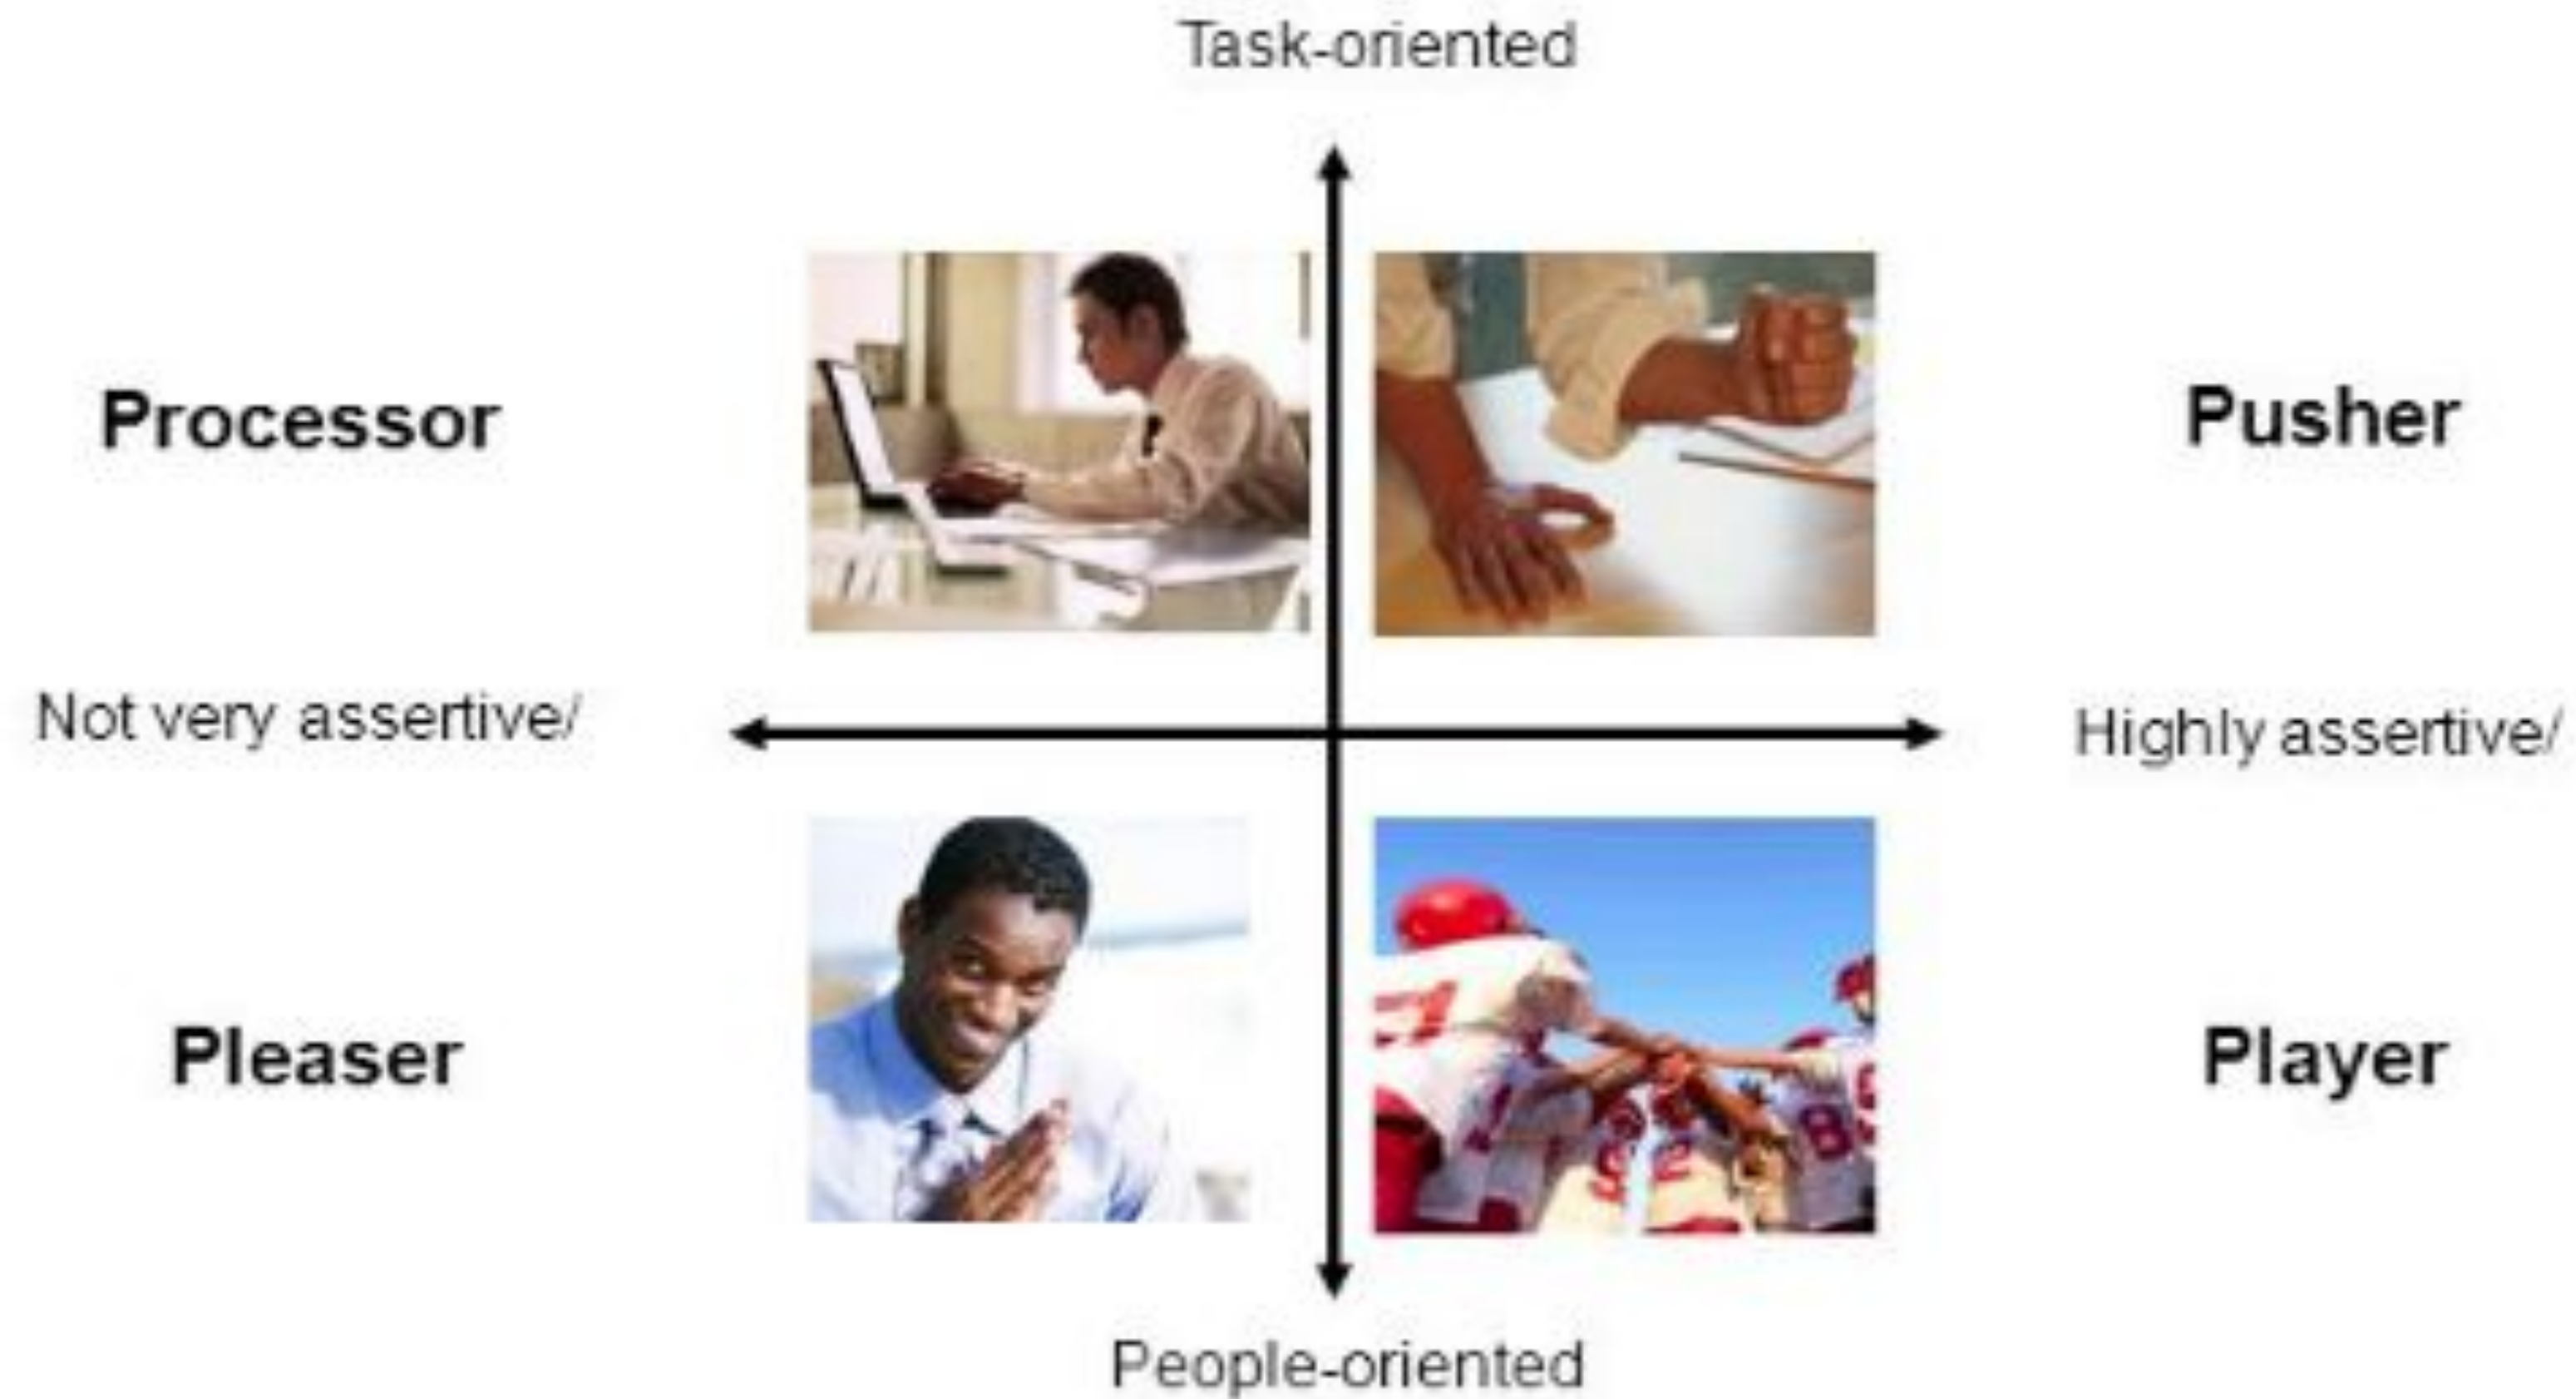 Task-oriented
Processor
Pusher
Not very assertive/
Highly assertive/
Pleaser
Player
People-oriented